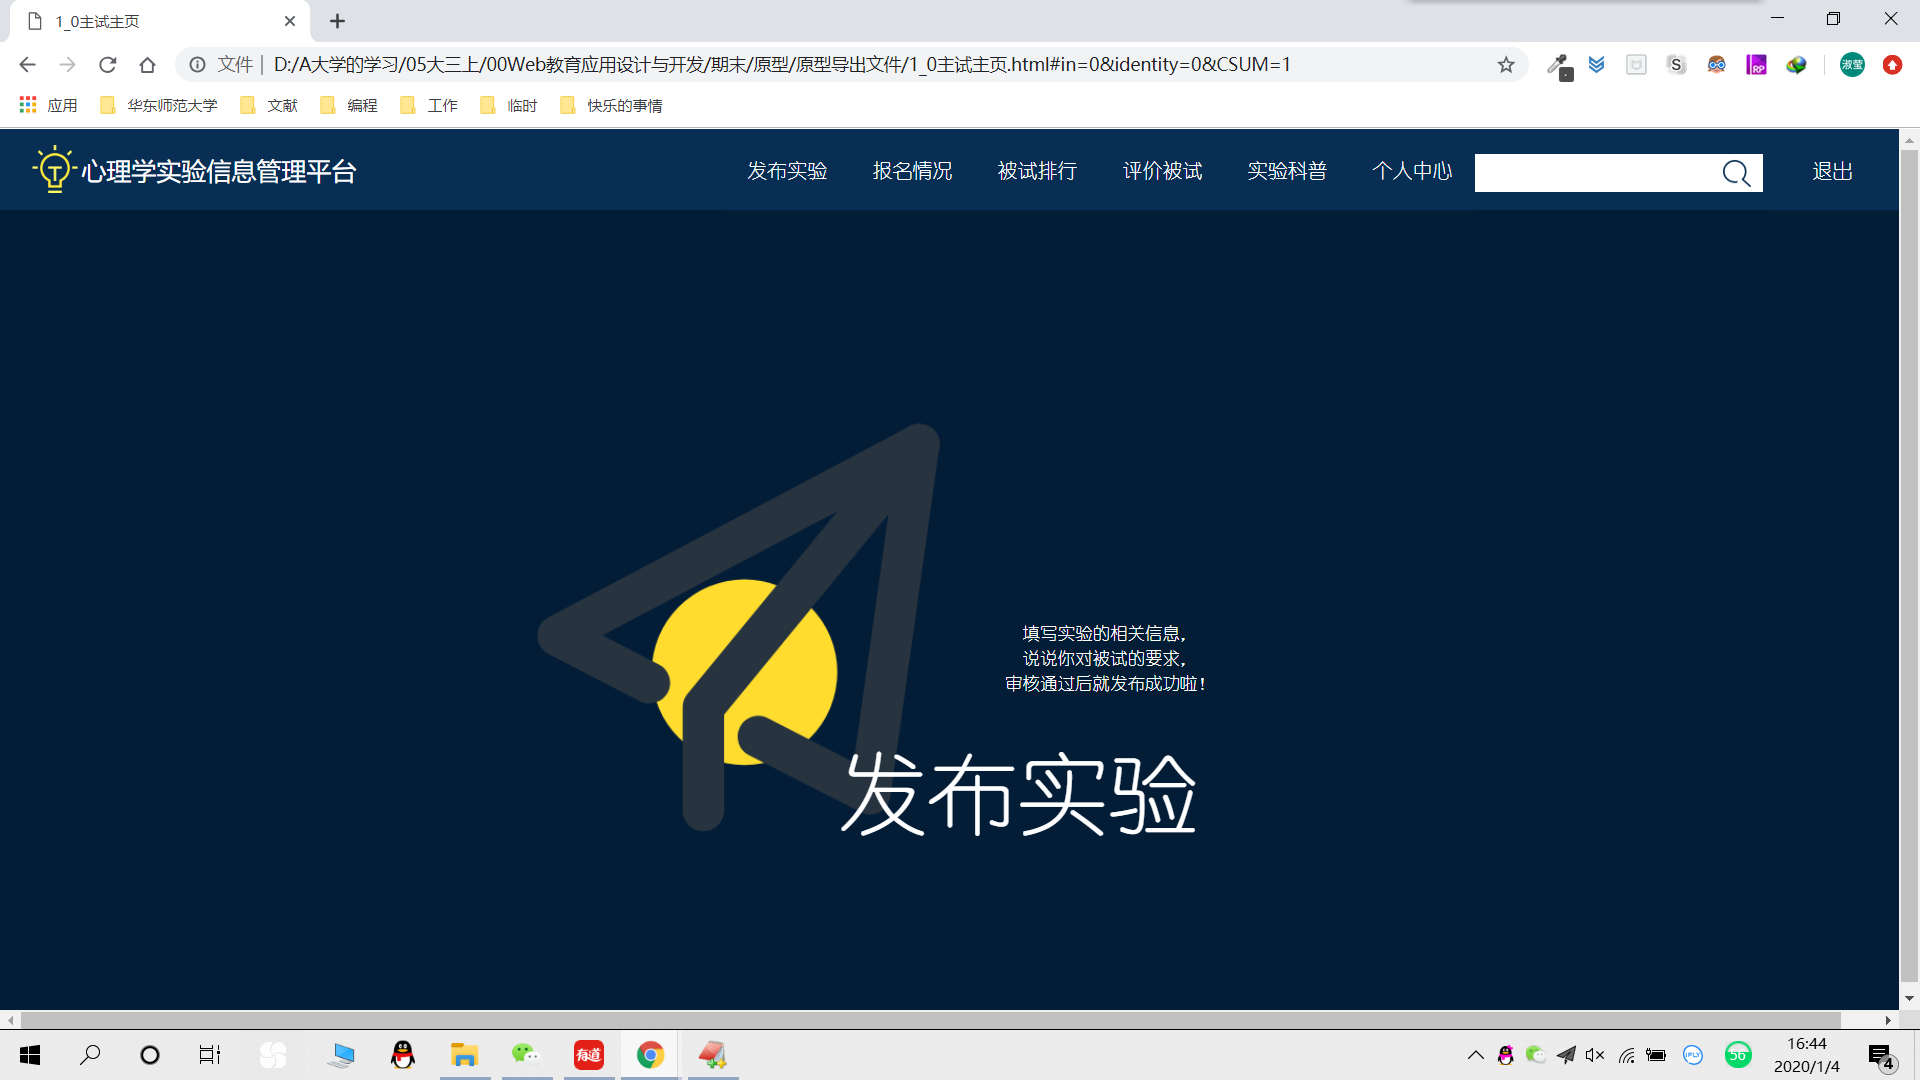 1_0主试主页
文件 | D:/A大学的学习/05大三上/00Web教育应用设计与开发/期末/原型/原型导出文件/1_0主试主页.html#in=0&identity=0&CSUM=1
S
RP
淑莹
应用 华东师范大学 文献 编程 工作 临时 快乐的事情
心理学实验信息管理平台 发布实验 报名情况 被试排行 评价被试 实验科普 个人中心 退出
填写实验的相关信息，
说说你对被试的要求，
审核通过后就发布成功啦！
发布实验
有道
iFLY
56
16:44
2020/1/4
4